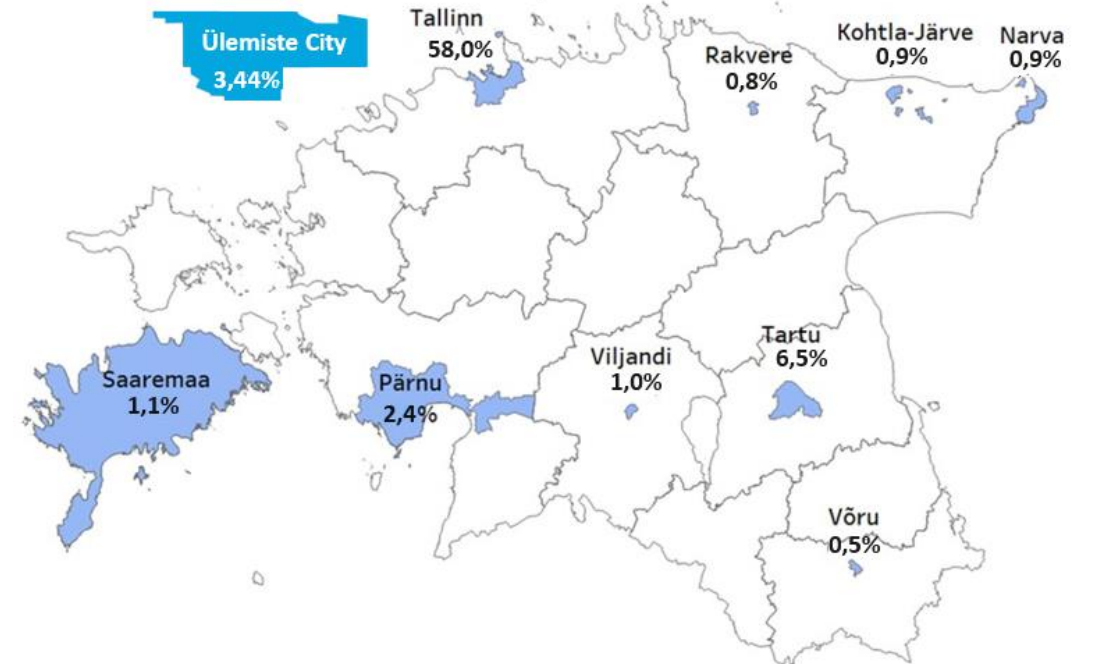 Tallinn
58,0%
Ülemiste City
3,44%
Rakvere
0,8%
Kohtla-Järve
0,9%
Narva
0,9%
Saaremaa
1,1%
Pärnu
2,4%
Viljandi
1,0%
Tartu
6,5%
Võru
0,5%